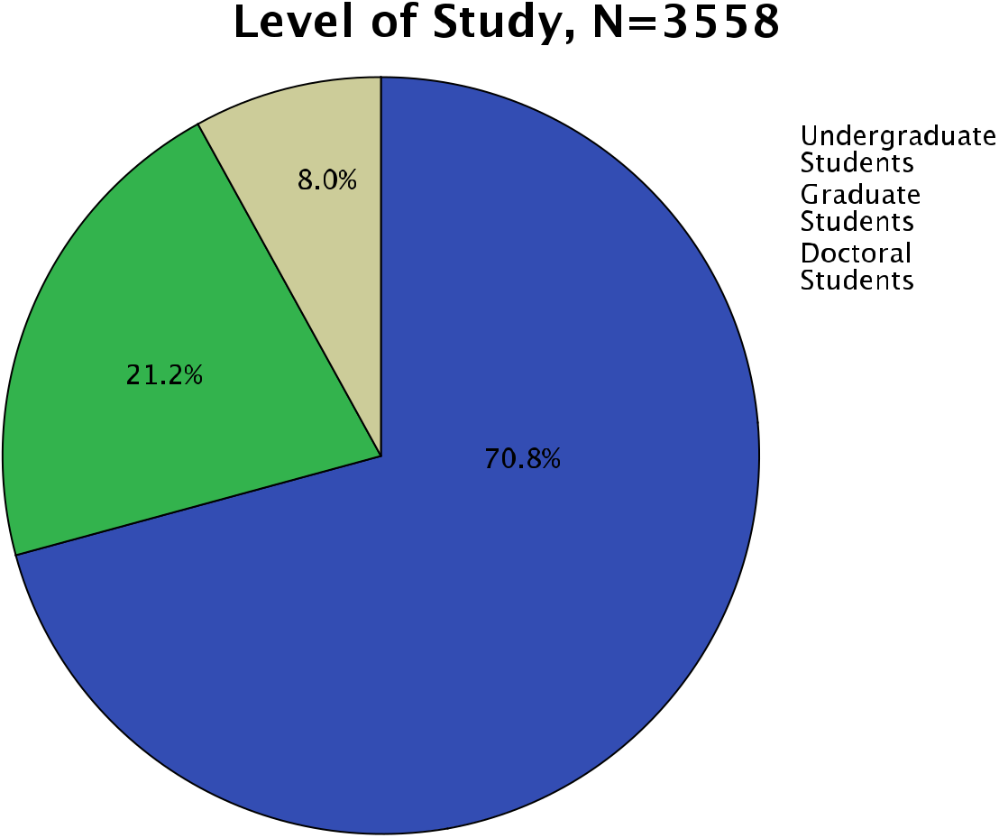 Level of Study, N=3558
Undergraduate
Students
Graduate
Students
Doctoral
Students
8.0%
21.2%
70.8%